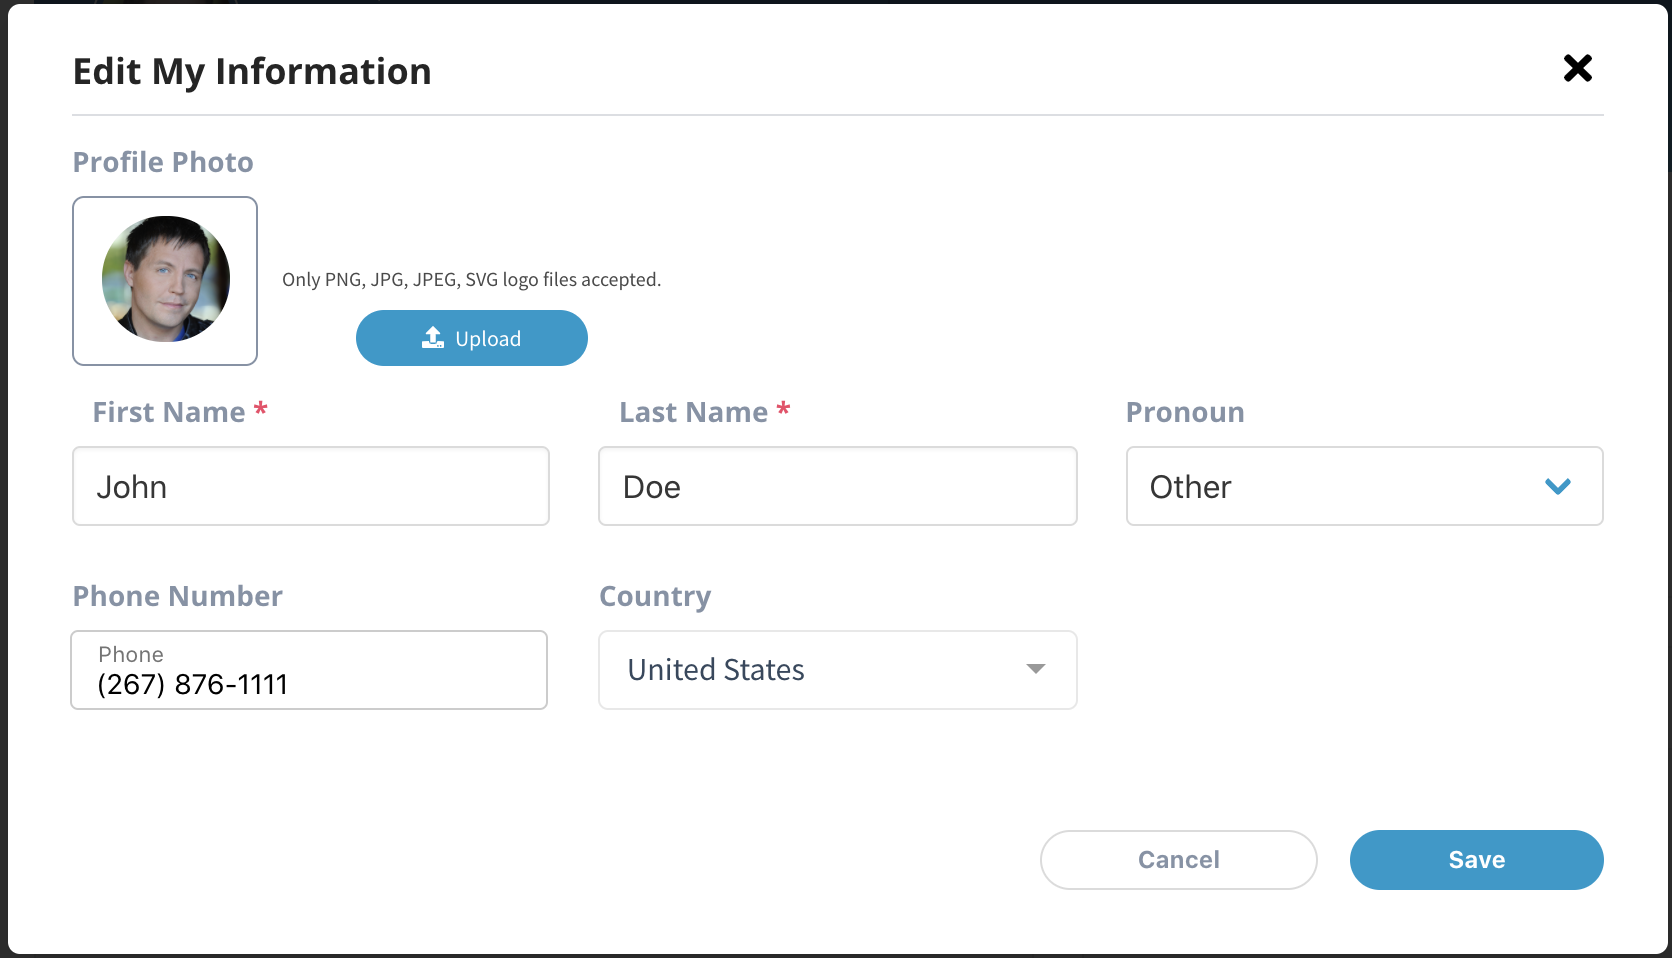 Edit My Information
Profile Photo
Only PNG, JPG, JPEG, SVG logo files accepted.
Upload
First Name *
Last Name *
Pronoun
John
Doe
Other
Phone Number
Country
Phone
(267) 876-1111
United States
Cancel
Save